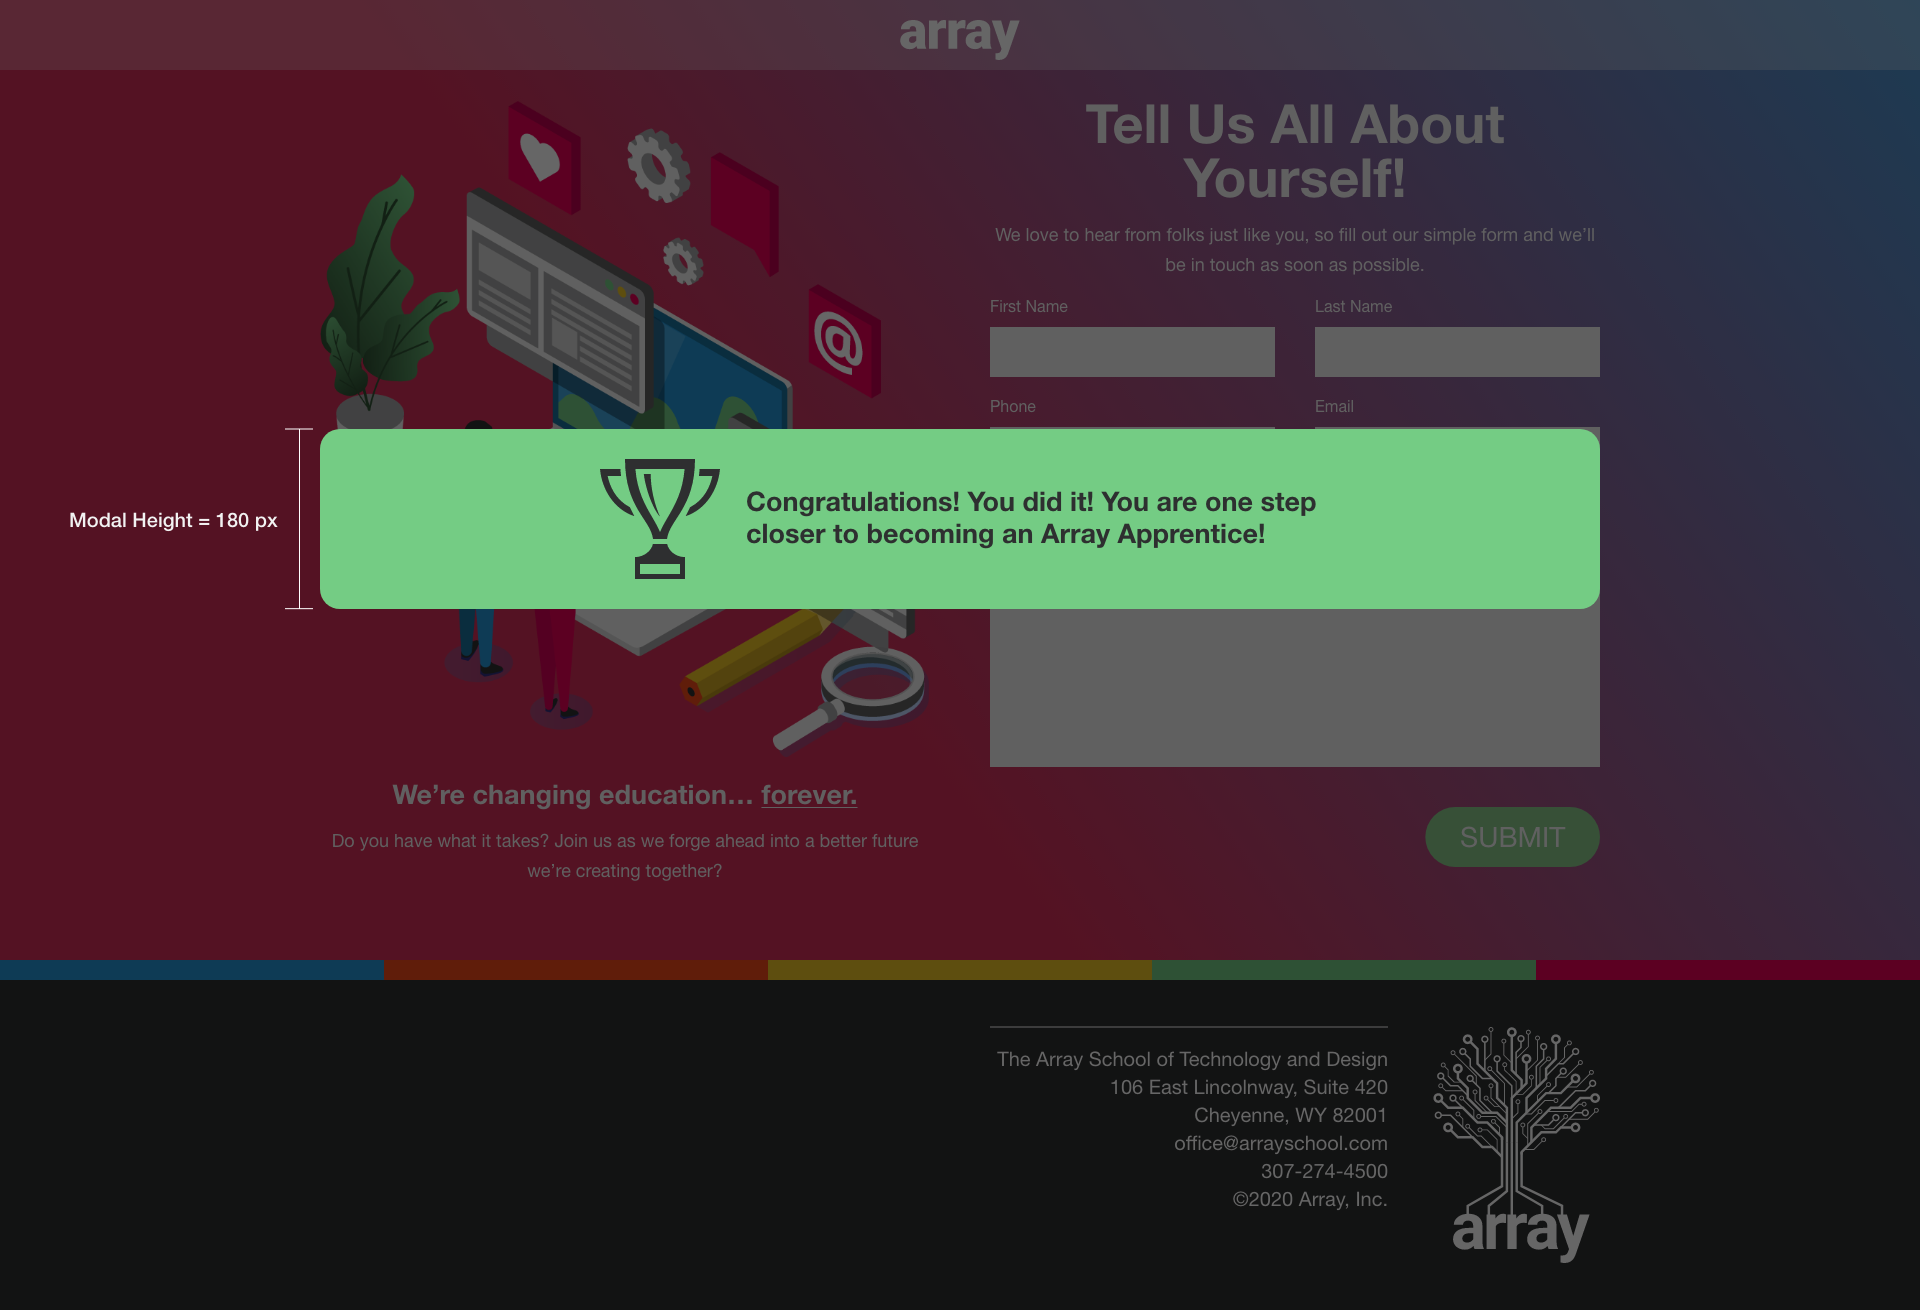 array
Tell Us All About
Yourself!
We love to hear from folks just like you, so fill out our simple form and we’ll
be in touch as soon as possible.
First Name
Last Name
Phone
Email
@
Modal Height = 180 px
Congratulations! You did it! You are one step
closer to becoming an Array Apprentice!
We’re changing education... forever.
Do you have what it takes? Join us as we forge ahead into a better future
we’re creating together?
SUBMIT
The Array School of Technology and Design
106 East Lincolnway, Suite 420
Cheyenne, WY 82001
office@arrayschool.com
307-274-4500
©2020 Array, Inc.
array